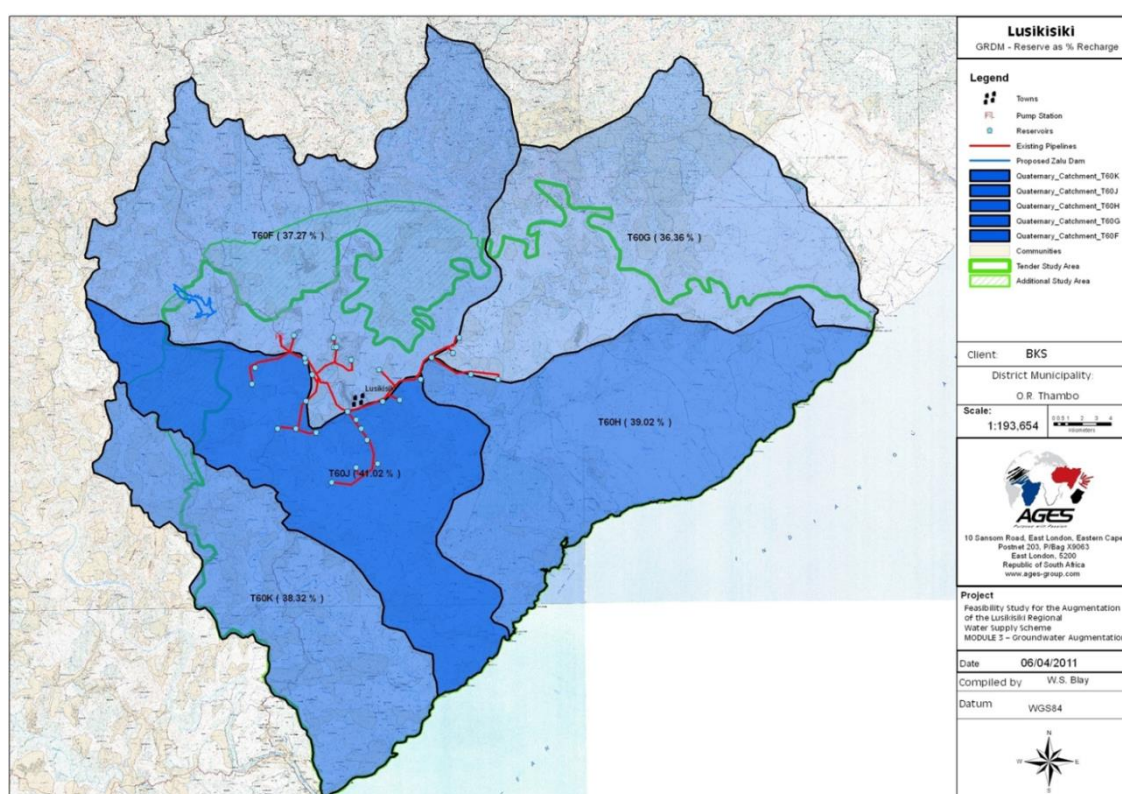 Lusikisiki
GRDM - Reserve as % Recharge
Legend
Towns
PS Pump Station
Reservoirs
Existing Pipelines
Proposed Zalu Dam
Quaternary_Catchment_T60K
Quaternary_Catchment_T60J
Quaternary_Catchment_T60H
Quaternary_Catchment_T60G
Quaternary_Catchment_T60F
Communities
Tender Study Area
Additional Study Area
Client: BKS
District Municipality:
O.R. Thambo
Scale:
1:193,654
Kilometers
AGES
10 Sansom Road, East London, Eastern Cape
Postnet 203, P/Bag X9063
East London, 5200
Republic of South Africa
www.ages-group.com
Project
Feasibility Study for the Augmentation
of the Lusikisiki Regional
Water Supply Scheme
MODULE 3 – Groundwater Augmentation
Date 06/04/2011
Compiled by W.S. Blay
Datum WGS84
N
W E
S
T60F ( 37.27 % )
T60G ( 36.36 % )
Lusikisiki
T60H ( 39.02 % )
T60J ( 41.02 % )
T60K ( 38.32 % )